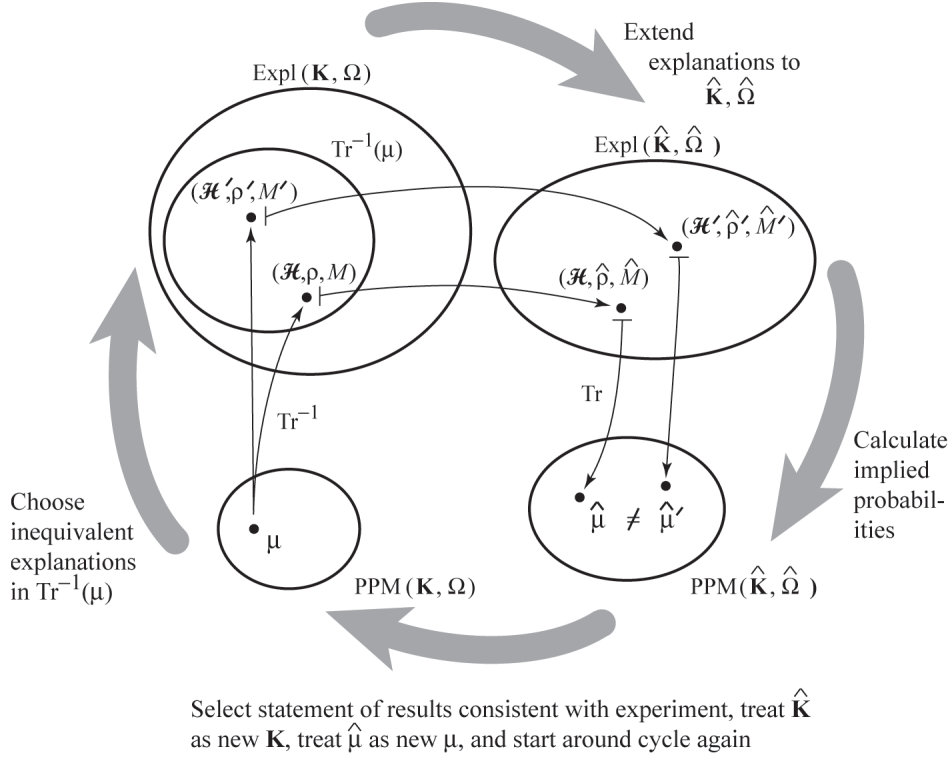 Extend
explanations to
K̂, Ω̂
Expl (K, Ω)
Tr⁻¹(μ)
Expl (K̂, Ω̂ )
(ℋ′,ρ′,M′)
(ℋ′,ρ̂′,M̂′)
(ℋ,ρ,M)
(ℋ,ρ̂,M̂)
Tr
Tr⁻¹
Calculate
implied
probabil-
ities
Choose
inequivalent
explanations
in Tr⁻¹(μ)
μ
μ̂ ≠ μ̂′
PPM (K, Ω)
PPM(K̂, Ω̂ )
Select statement of results consistent with experiment, treat K̂
as new K, treat μ̂ as new μ, and start around cycle again